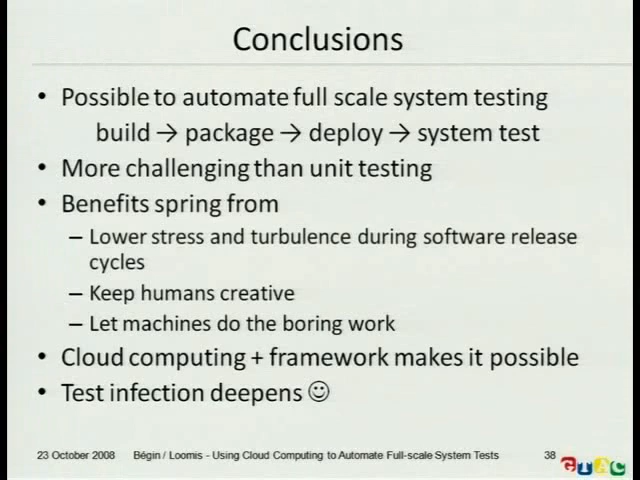 Conclusions
• Possible to automate full scale system testing
build → package → deploy → system test
• More challenging than unit testing
• Benefits spring from
– Lower stress and turbulence during software release
cycles
– Keep humans creative
– Let machines do the boring work
• Cloud computing + framework makes it possible
• Test infection deepens ☺
23 October 2008 Bégin / Loomis - Using Cloud Computing to Automate Full-scale System Tests 38
GTAC